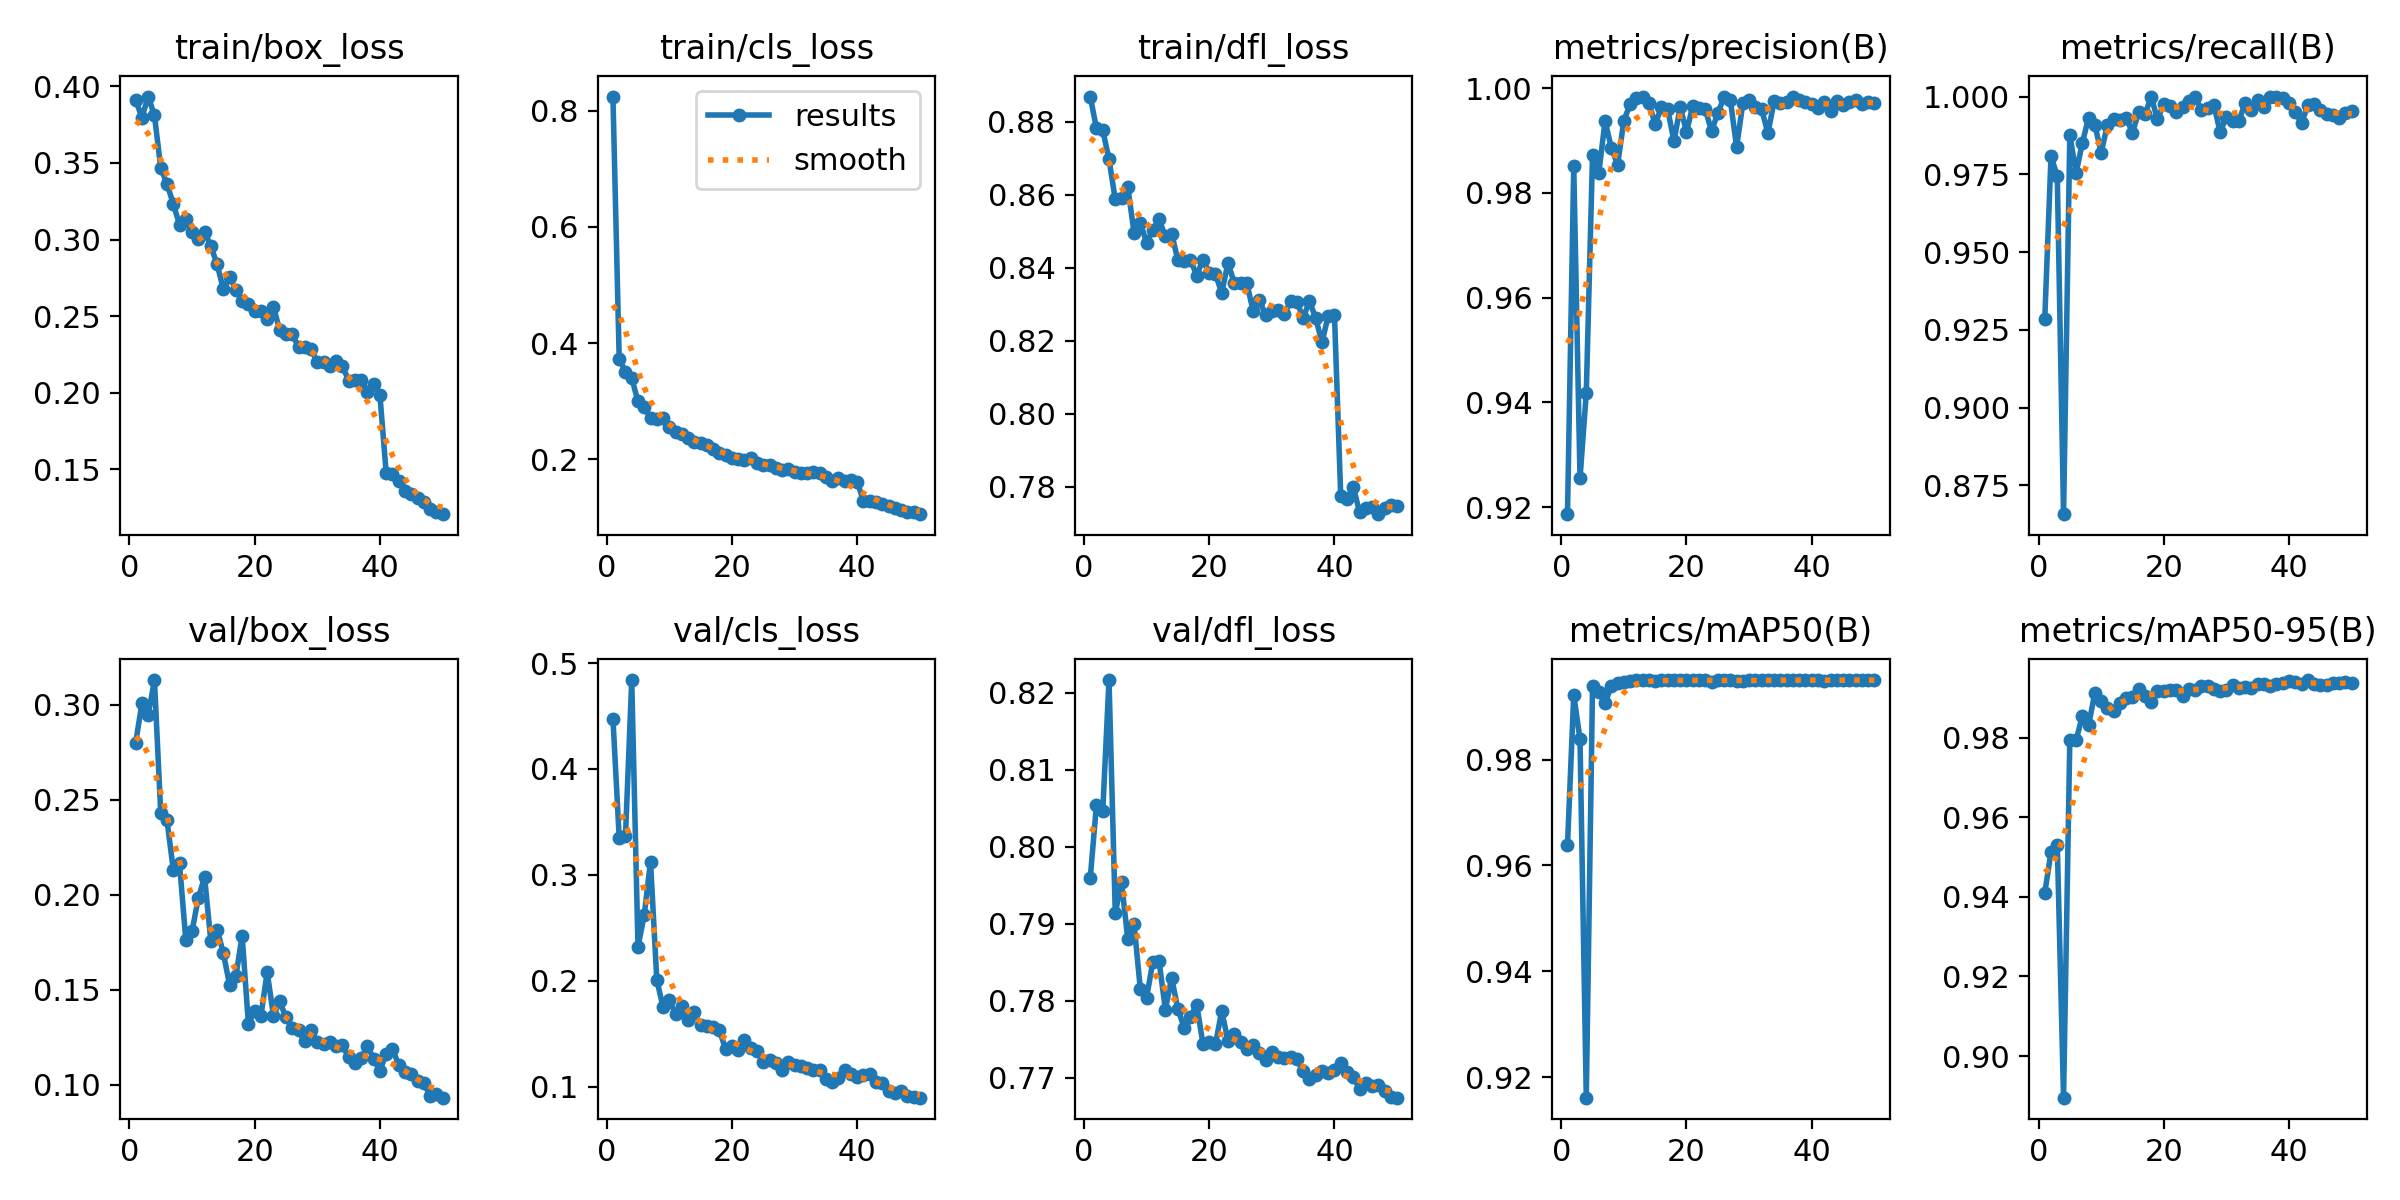 train/box_loss
train/cls_loss
train/dfl_loss
metrics/precision(B)
metrics/recall(B)
0.40
0.35
0.30
0.25
0.20
0.15
0 20 40
0.8
0.6
0.4
0.2
0 20 40
results
smooth
0.88
0.86
0.84
0.82
0.80
0.78
0 20 40
1.00
0.98
0.96
0.94
0.92
0 20 40
1.000
0.975
0.950
0.925
0.900
0.875
0 20 40
val/box_loss
val/cls_loss
val/dfl_loss
metrics/mAP50(B)
metrics/mAP50-95(B)
0.30
0.25
0.20
0.15
0.10
0 20 40
0.5
0.4
0.3
0.2
0.1
0 20 40
0.82
0.81
0.80
0.79
0.78
0.77
0 20 40
0.98
0.96
0.94
0.92
0 20 40
0.98
0.96
0.94
0.92
0.90
0 20 40